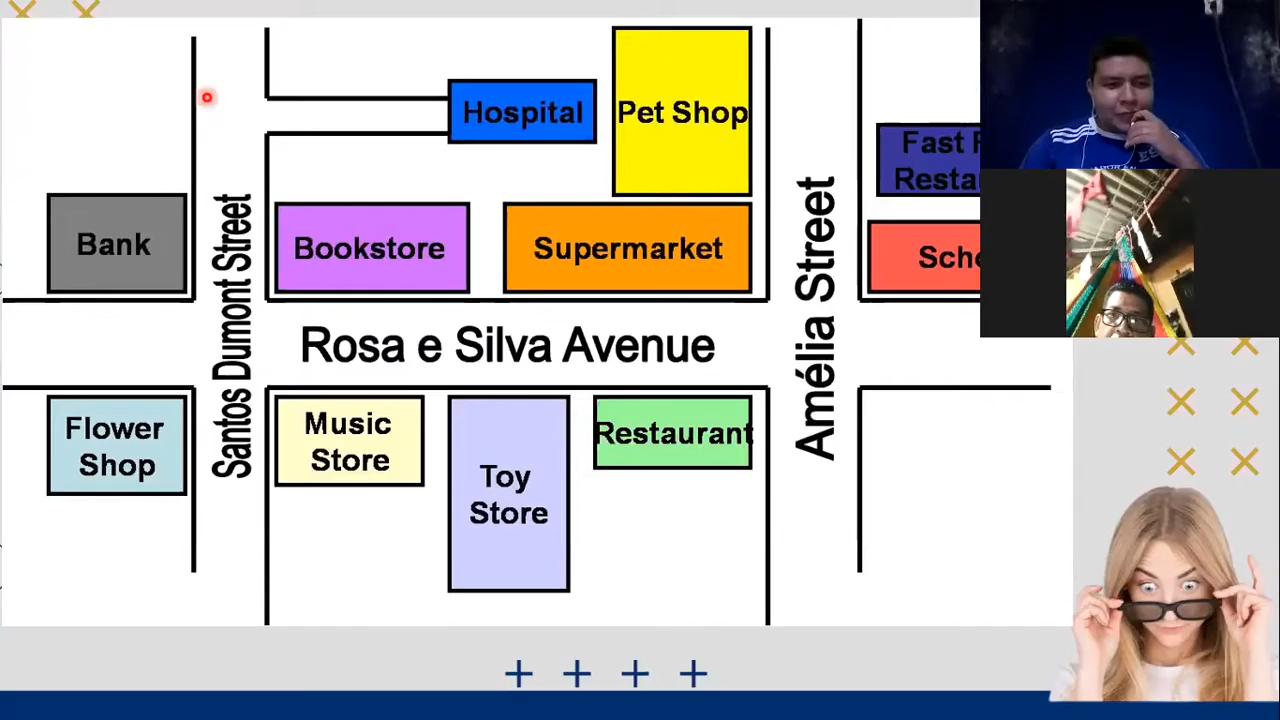 Hospital
Pet Shop
Fast
Bank
Santos Dumont Street
Bookstore
Supermarket
Amélia Street
Rosa e Silva Avenue
Flower
Shop
Music
Store
Toy
Store
Restaurant